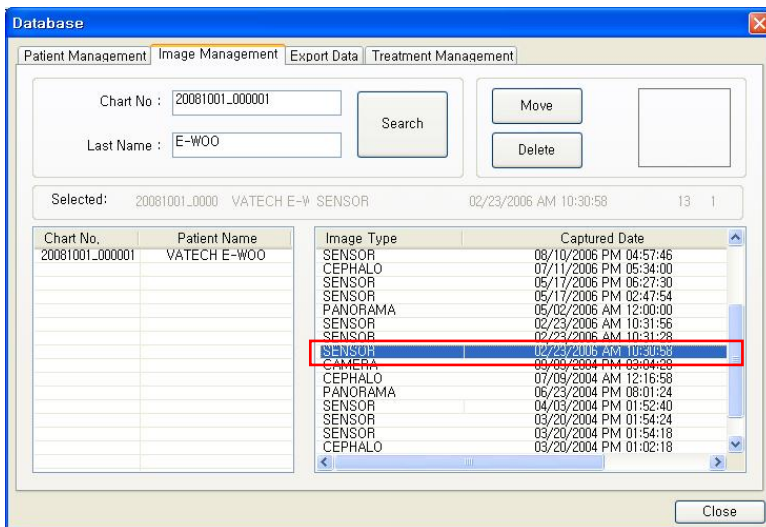 Database
Patient Management Image Management Export Data Treatment Management
Chart No : 20081001_000001
Last Name : E-WOO
Search
Move
Delete
Selected: 20081001_0000 VATECH E-W SENSOR 02/23/2006 AM 10:30:58 13 1
Chart No. Patient Name
20081001_000001 VATECH E-WOO
Image Type Captured Date
SENSOR 08/10/2006 PM 04:57:46
CEPHALO 07/11/2006 PM 05:34:00
SENSOR 05/17/2006 PM 06:27:30
SENSOR 05/17/2006 PM 02:47:54
PANORAMA 05/02/2006 AM 12:00:00
SENSOR 02/23/2006 AM 10:31:56
SENSOR 02/23/2006 AM 10:31:28
SENSOR 02/23/2006 AM 10:30:58
CAMERA 09/09/2004 PM 03:04:28
CEPHALO 07/09/2004 AM 12:16:58
PANORAMA 06/23/2004 PM 08:01:24
SENSOR 04/03/2004 PM 01:52:40
SENSOR 03/20/2004 PM 01:54:24
SENSOR 03/20/2004 PM 01:54:18
CEPHALO 03/20/2004 PM 01:02:18
Close